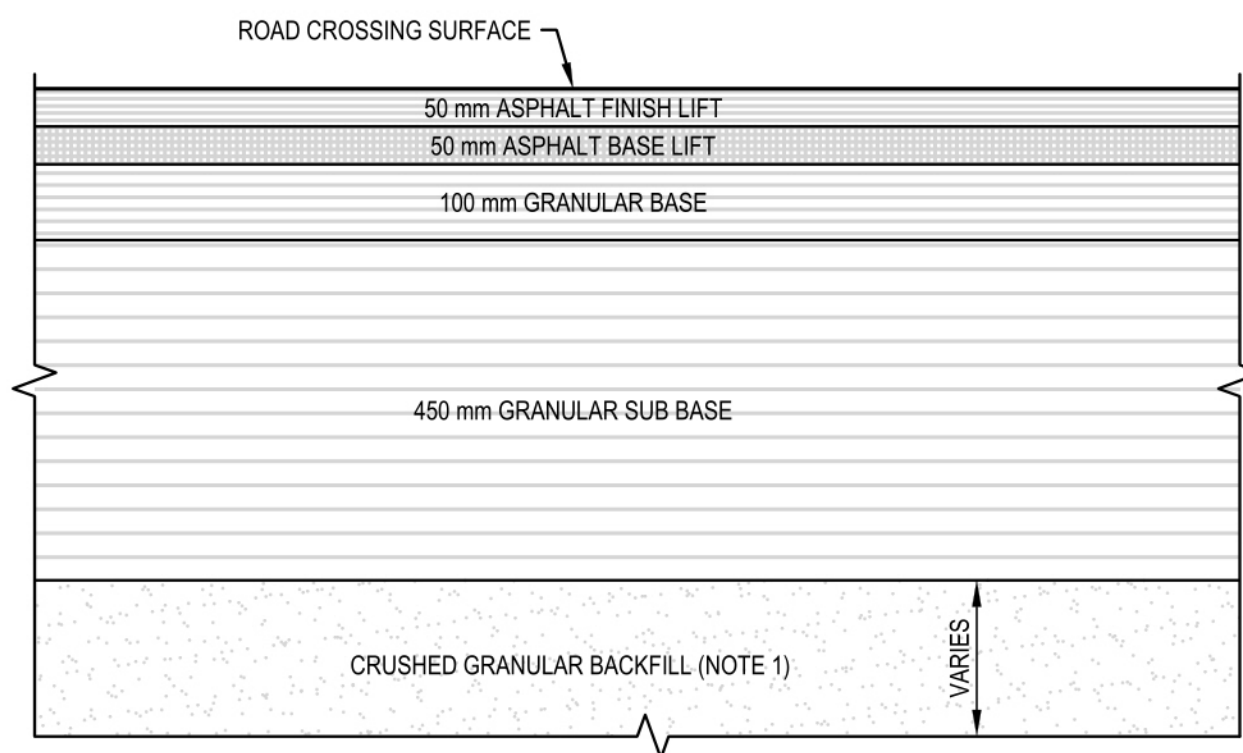 ROAD CROSSING SURFACE
50 mm ASPHALT FINISH LIFT
50 mm ASPHALT BASE LIFT
100 mm GRANULAR BASE
450 mm GRANULAR SUB BASE
CRUSHED GRANULAR BACKFILL (NOTE 1)
VARIES